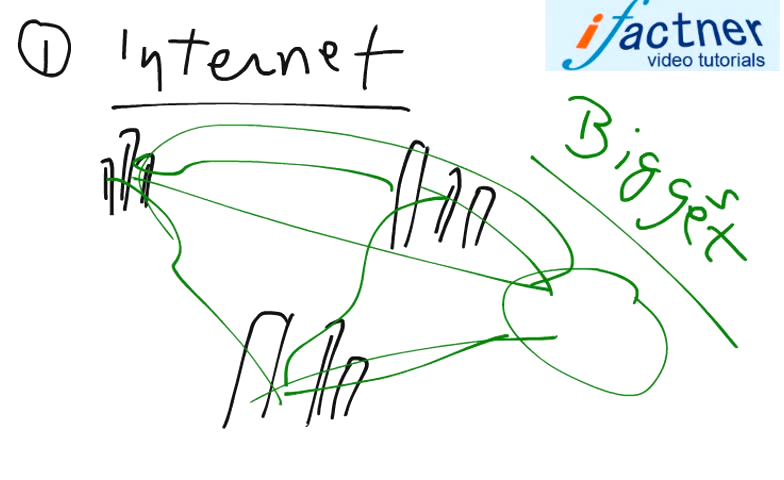 ① Internet
ifactner
video tutorials
Biggest